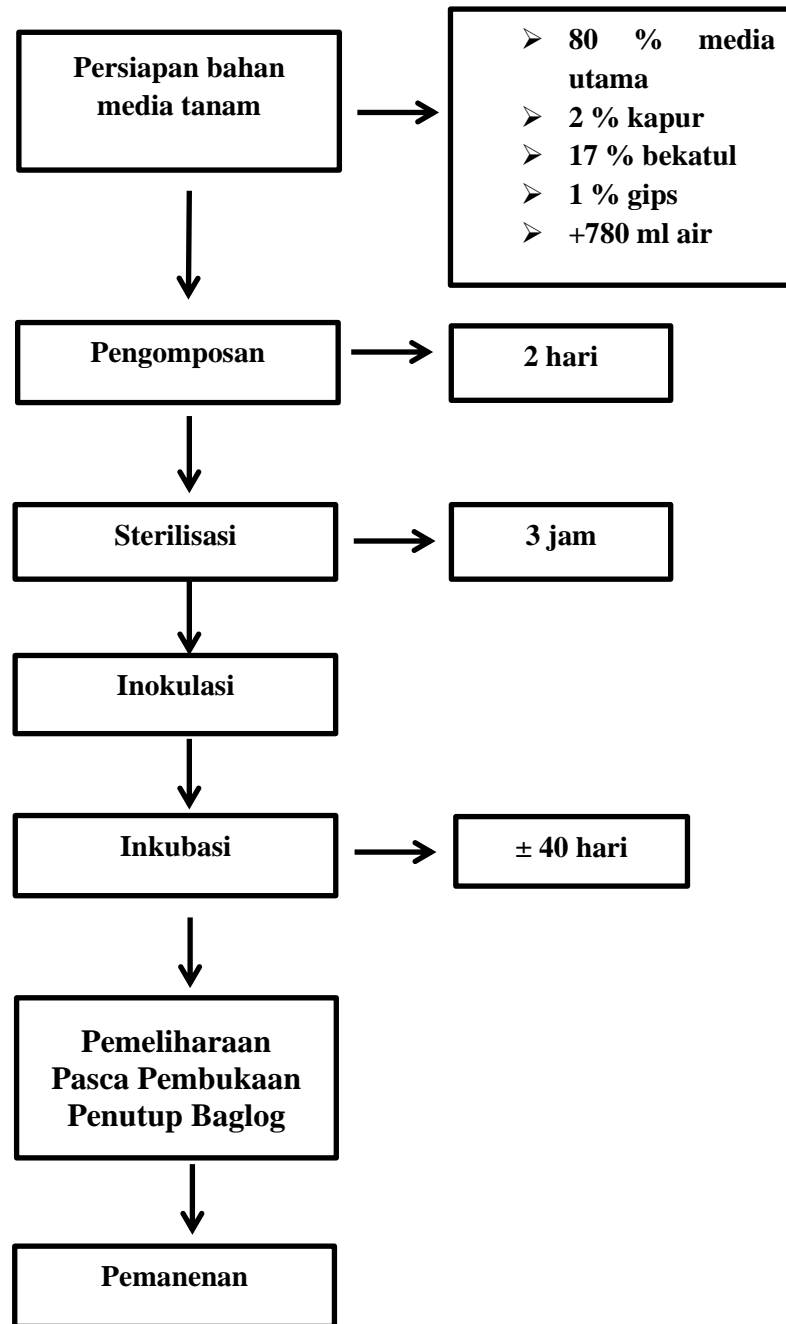 Persiapan bahan
media tanam
➢ 80 % media
utama
➢ 2 % kapur
➢ 17 % bekatul
➢ 1 % gips
➢ +780 ml air
Pengomposan
2 hari
Sterilisasi
3 jam
Inokulasi
Inkubasi
± 40 hari
Pemeliharaan
Pasca Pembukaan
Penutup Baglog
Pemanenan